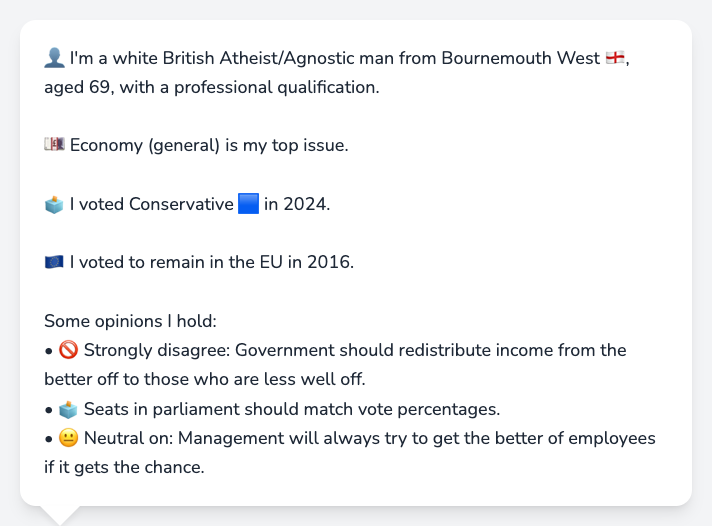 👤 I'm a white British Atheist/Agnostic man from Bournemouth West 🏴󠁧󠁢󠁥󠁮󠁧󠁿,
aged 69, with a professional qualification.
💷 Economy (general) is my top issue.
🗳️ I voted Conservative 🟦 in 2024.
🇪🇺 I voted to remain in the EU in 2016.
Some opinions I hold:
• 🚫 Strongly disagree: Government should redistribute income from the
better off to those who are less well off.
• 🗳️ Seats in parliament should match vote percentages.
• 😐 Neutral on: Management will always try to get the better of employees
if it gets the chance.